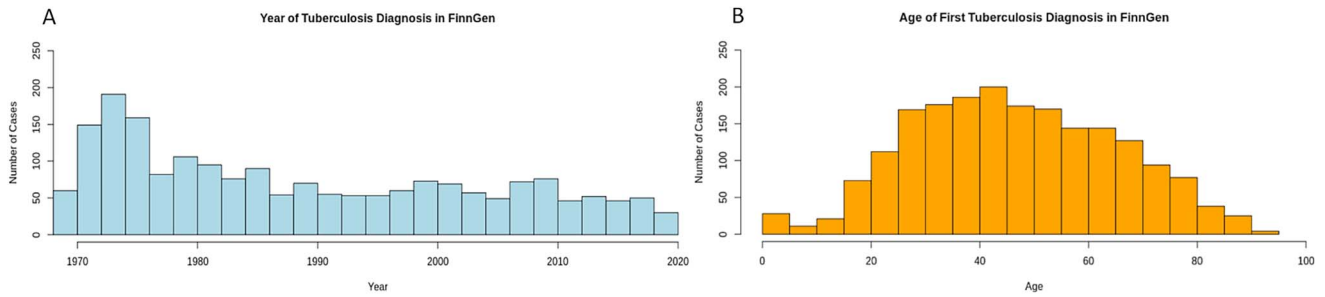 A
Year of Tuberculosis Diagnosis in FinnGen
Number of Cases
250
200
150
100
50
0
1970 1980 1990 2000 2010 2020
Year
B
Age of First Tuberculosis Diagnosis in FinnGen
Number of Cases
250
200
150
100
50
0
0 20 40 60 80 100
Age